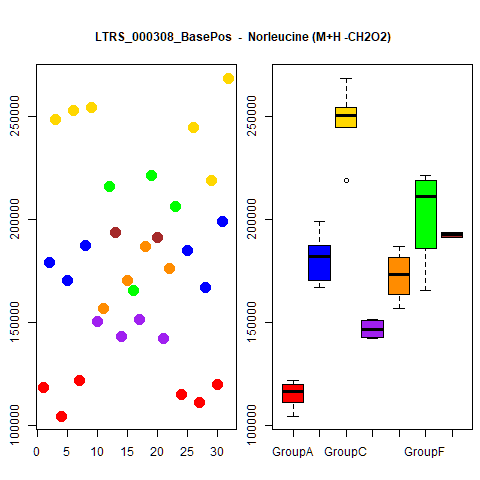 LTRS_000308_BasePos - Norleucine (M+H -CH2O2)
250000
200000
150000
100000
0 5 10 15 20 25 30
250000
200000
150000
100000
GroupA GroupC GroupF